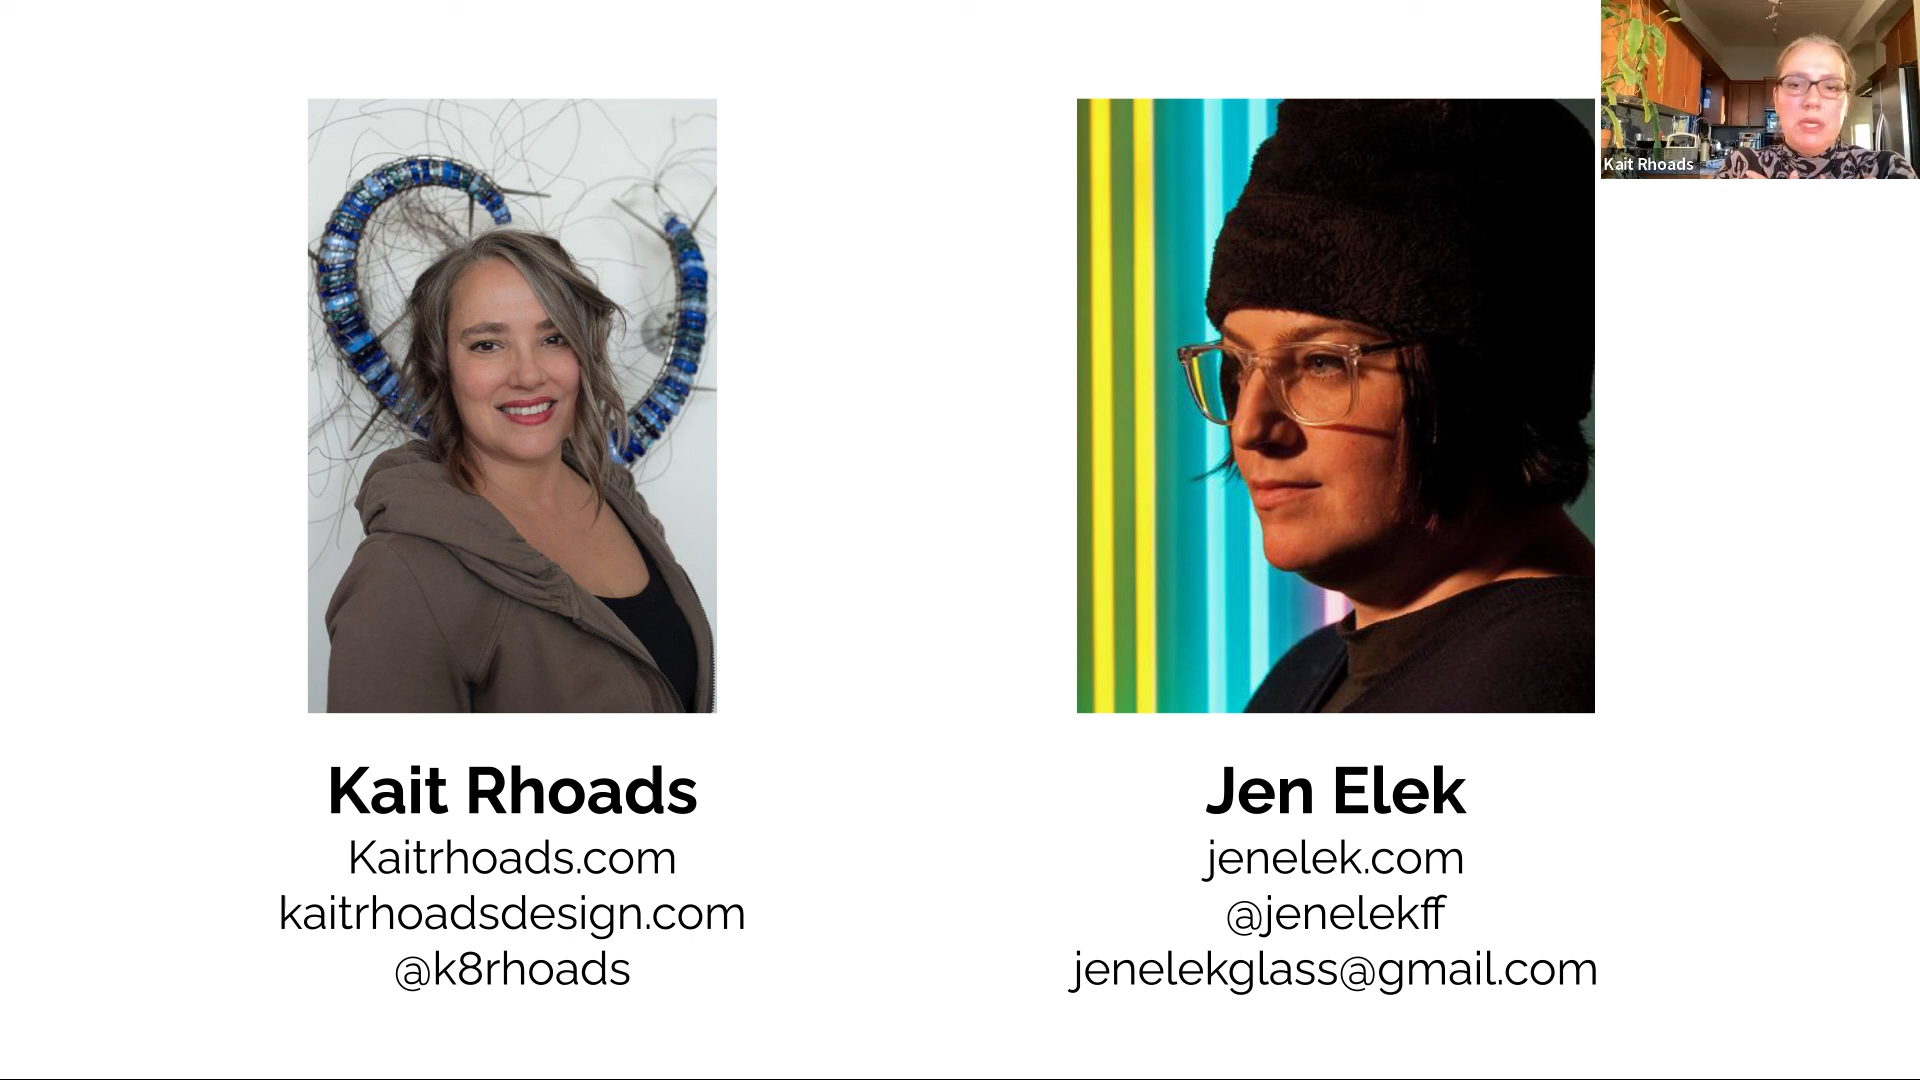 Kait Rhoads
Kait Rhoads
Kaitrhoads.com
kaitrhoadsdesign.com
@k8rhoads
Jen Elek
jenelek.com
@jenelekff
jenelekglass@gmail.com